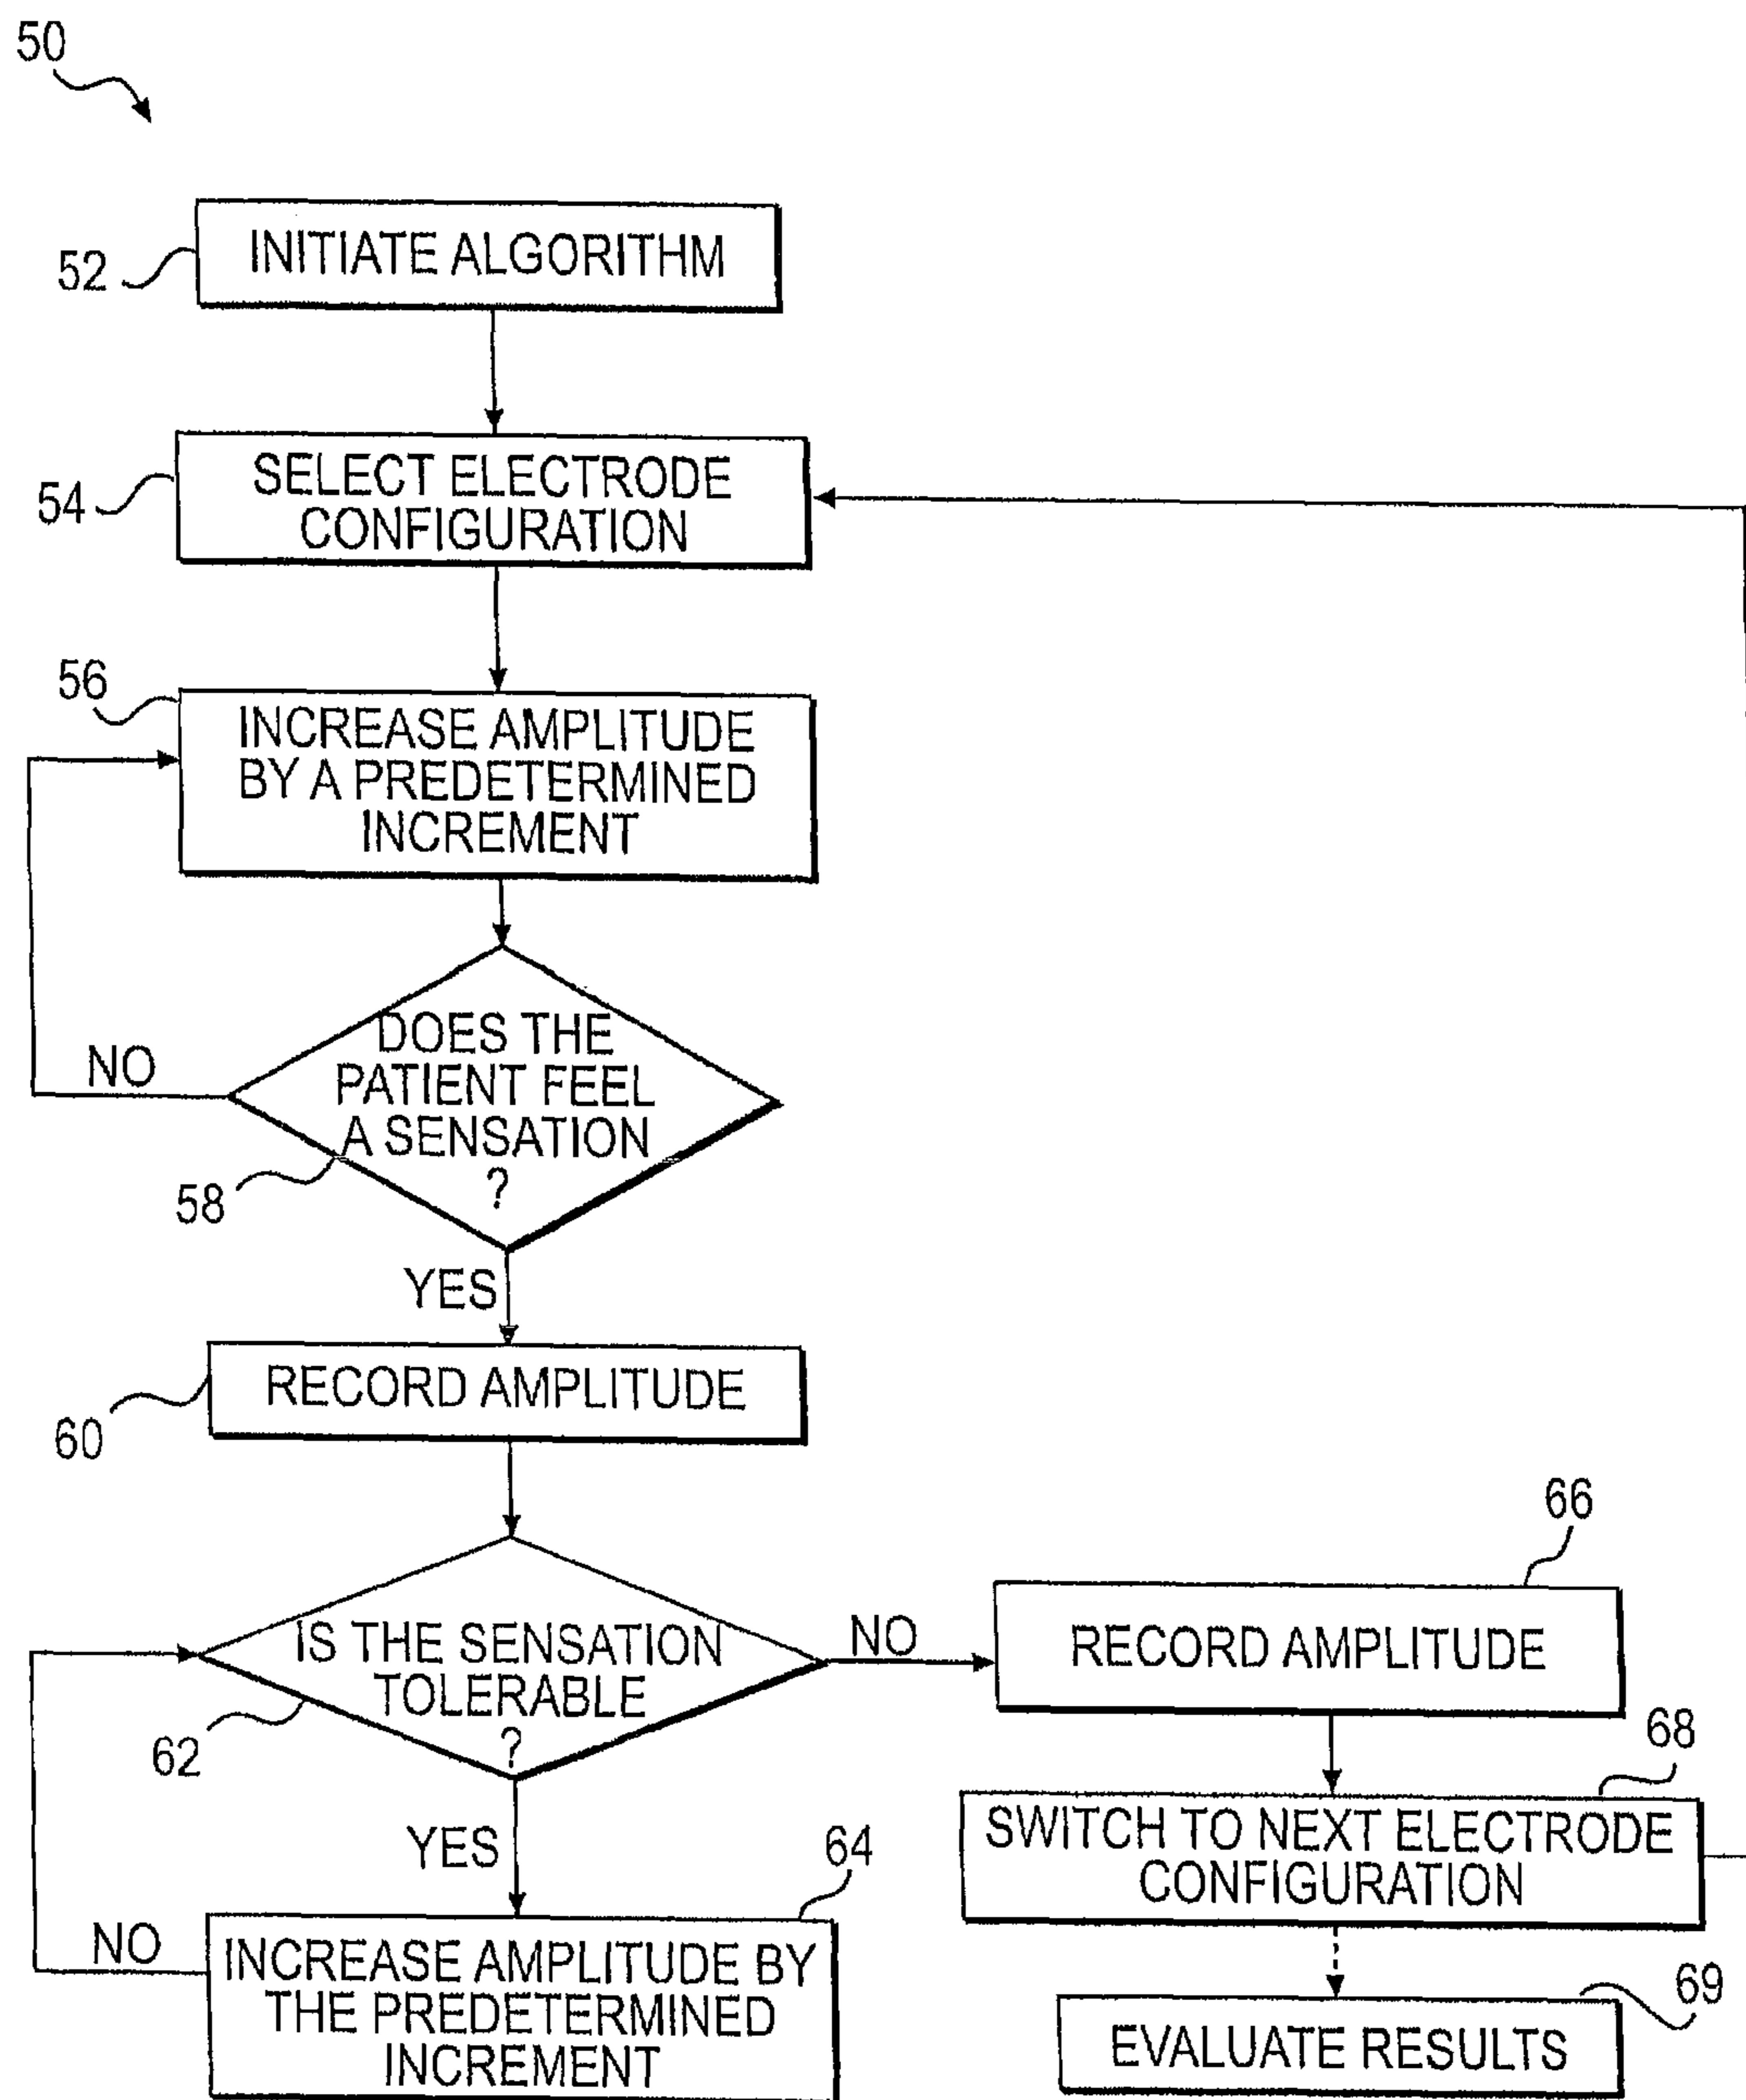 50
INITIATE ALGORITHM
52
SELECT ELECTRODE
CONFIGURATION
54
56
INCREASE AMPLITUDE
BY A PREDETERMINED
INCREMENT
DOES THE
PATIENT FEEL
A SENSATION
?
NO
58
YES
RECORD AMPLITUDE
60
66
IS THE SENSATION
TOLERABLE
?
NO
RECORD AMPLITUDE
62
68
YES
SWITCH TO NEXT ELECTRODE
CONFIGURATION
64
NO
INCREASE AMPLITUDE BY
THE PREDETERMINED
INCREMENT
69
EVALUATE RESULTS